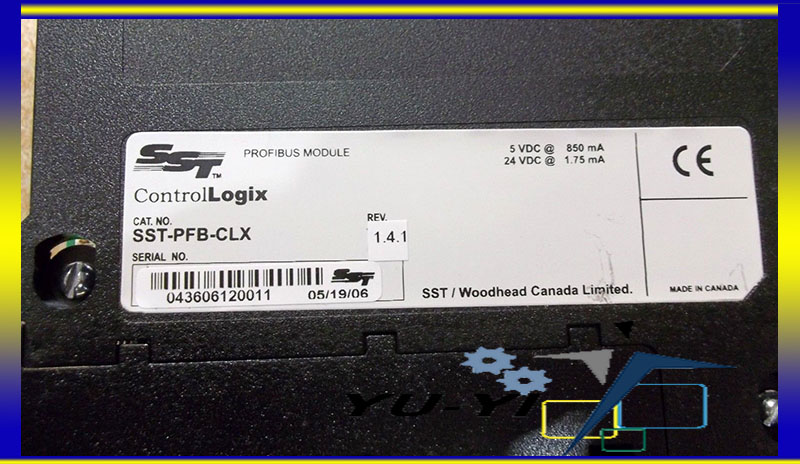 SST™
PROFIBUS MODULE
5 VDC @ 850 mA
24 VDC @ 1.75 mA
CE
ControlLogix
CAT. NO.
SST-PFB-CLX
REV.
1.4.1
SERIAL NO.
SST
043606120011
05/19/06
SST / Woodhead Canada Limited.
MADE IN CANADA
YU-YI